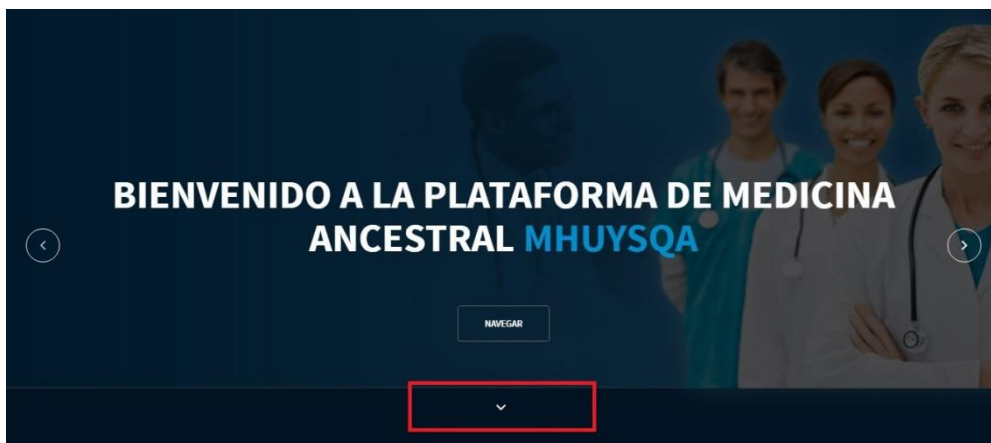 BIENVENIDO A LA PLATAFORMA DE MEDICINA
ANCESTRAL MHUYSQA
NAVEGAR